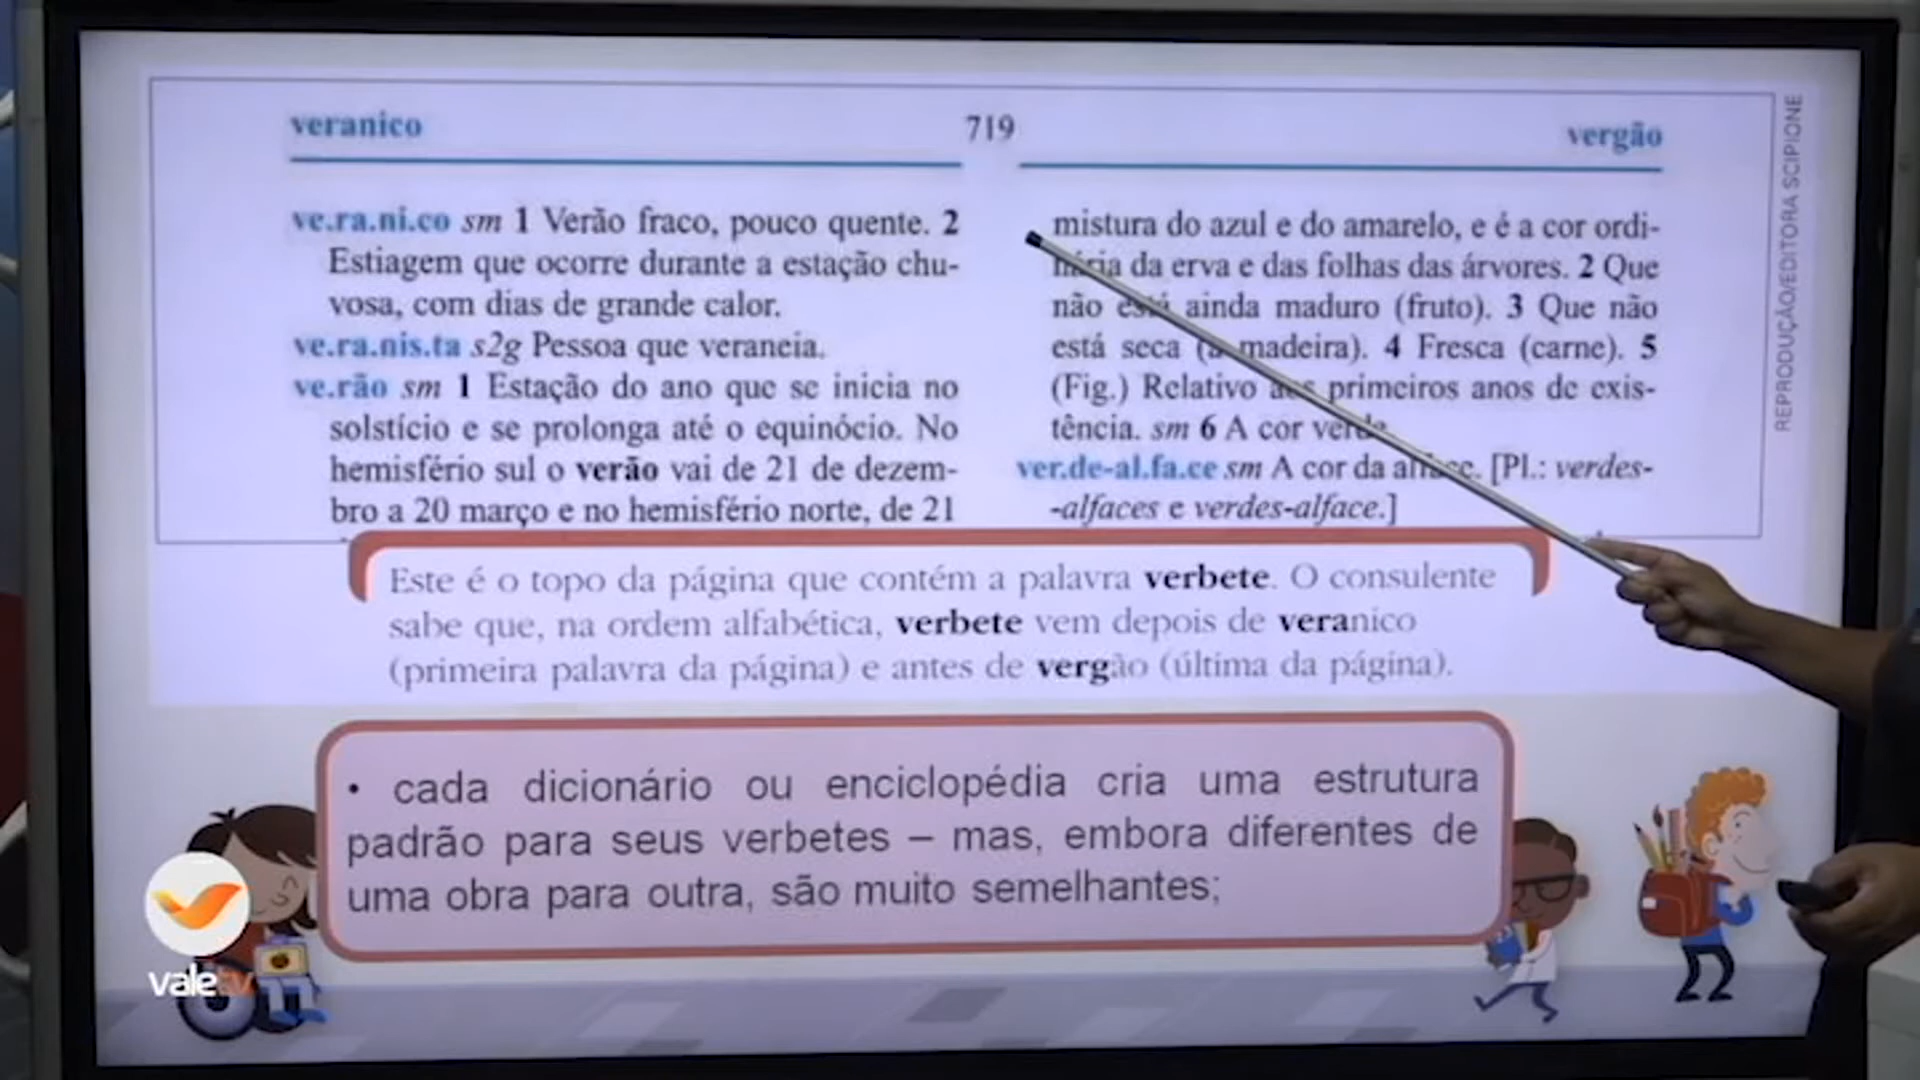 veranico 719 vergão
ve.ra.ni.co sm 1 Verão fraco, pouco quente. 2
Estiagem que ocorre durante a estação chu-
vosa, com dias de grande calor.
ve.ra.nis.ta s2g Pessoa que veraneia.
ve.rão sm 1 Estação do ano que se inicia no
solstício e se prolonga até o equinócio. No
hemisfério sul o verão vai de 21 de dezem-
bro a 20 março e no hemisfério norte, de 21
mistura do azul e do amarelo, e é a cor ordi-
nária da erva e das folhas das árvores. 2 Que
não está ainda maduro (fruto). 3 Que não
está seca (a madeira). 4 Fresca (carne). 5
(Fig.) Relativo aos primeiros anos de exis-
tência. sm 6 A cor verde.
ver.de-al.fa.ce sm A cor da alface. [Pl.: verdes-
-alfaces e verdes-alface.]
REPRODUÇÃO/EDITORA SCIPIONE
Este é o topo da página que contém a palavra verbete. O consulente
sabe que, na ordem alfabética, verbete vem depois de veranico
(primeira palavra da página) e antes de vergão (última da página).
• cada dicionário ou enciclopédia cria uma estrutura
padrão para seus verbetes – mas, embora diferentes de
uma obra para outra, são muito semelhantes;
valetv